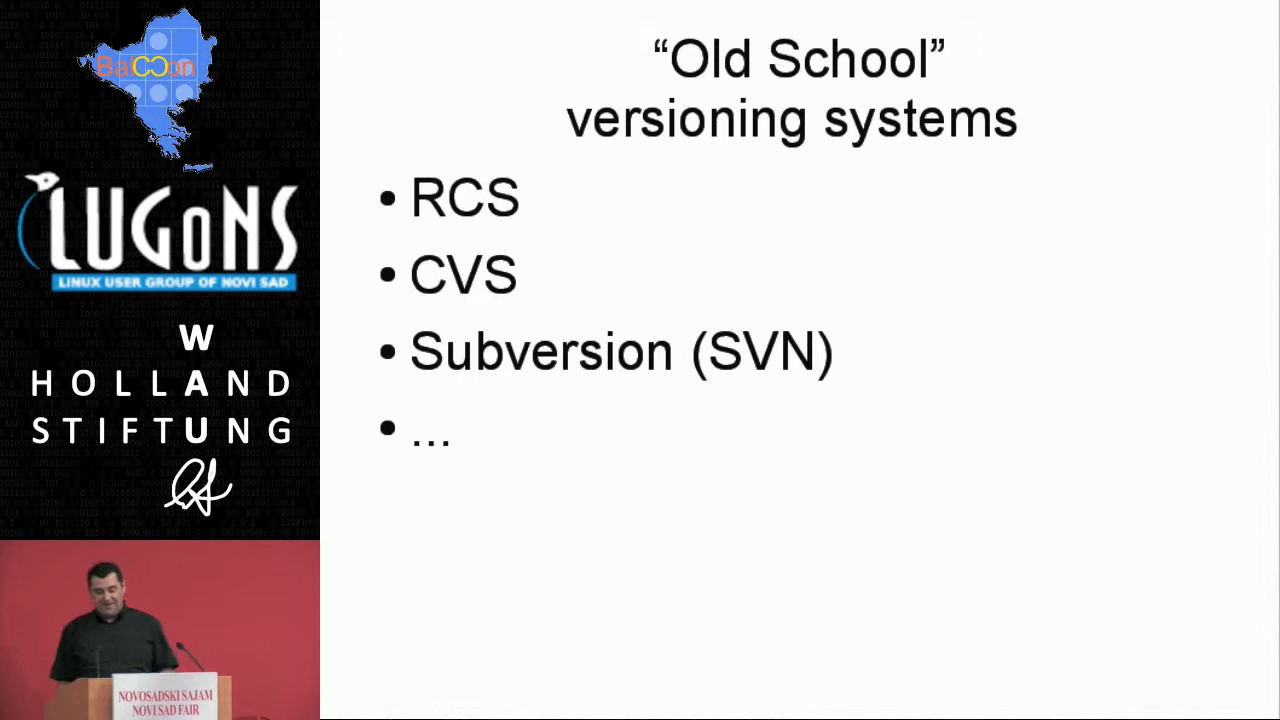 BalCCon
LUGoNS
LINUX USER GROUP OF NOVI SAD
W
HOLLAND
STIFTUNG
“Old School”
versioning systems
• RCS
• CVS
• Subversion (SVN)
• ...
NOVOSADSKI SAJAM
NOVI SAD FAIR